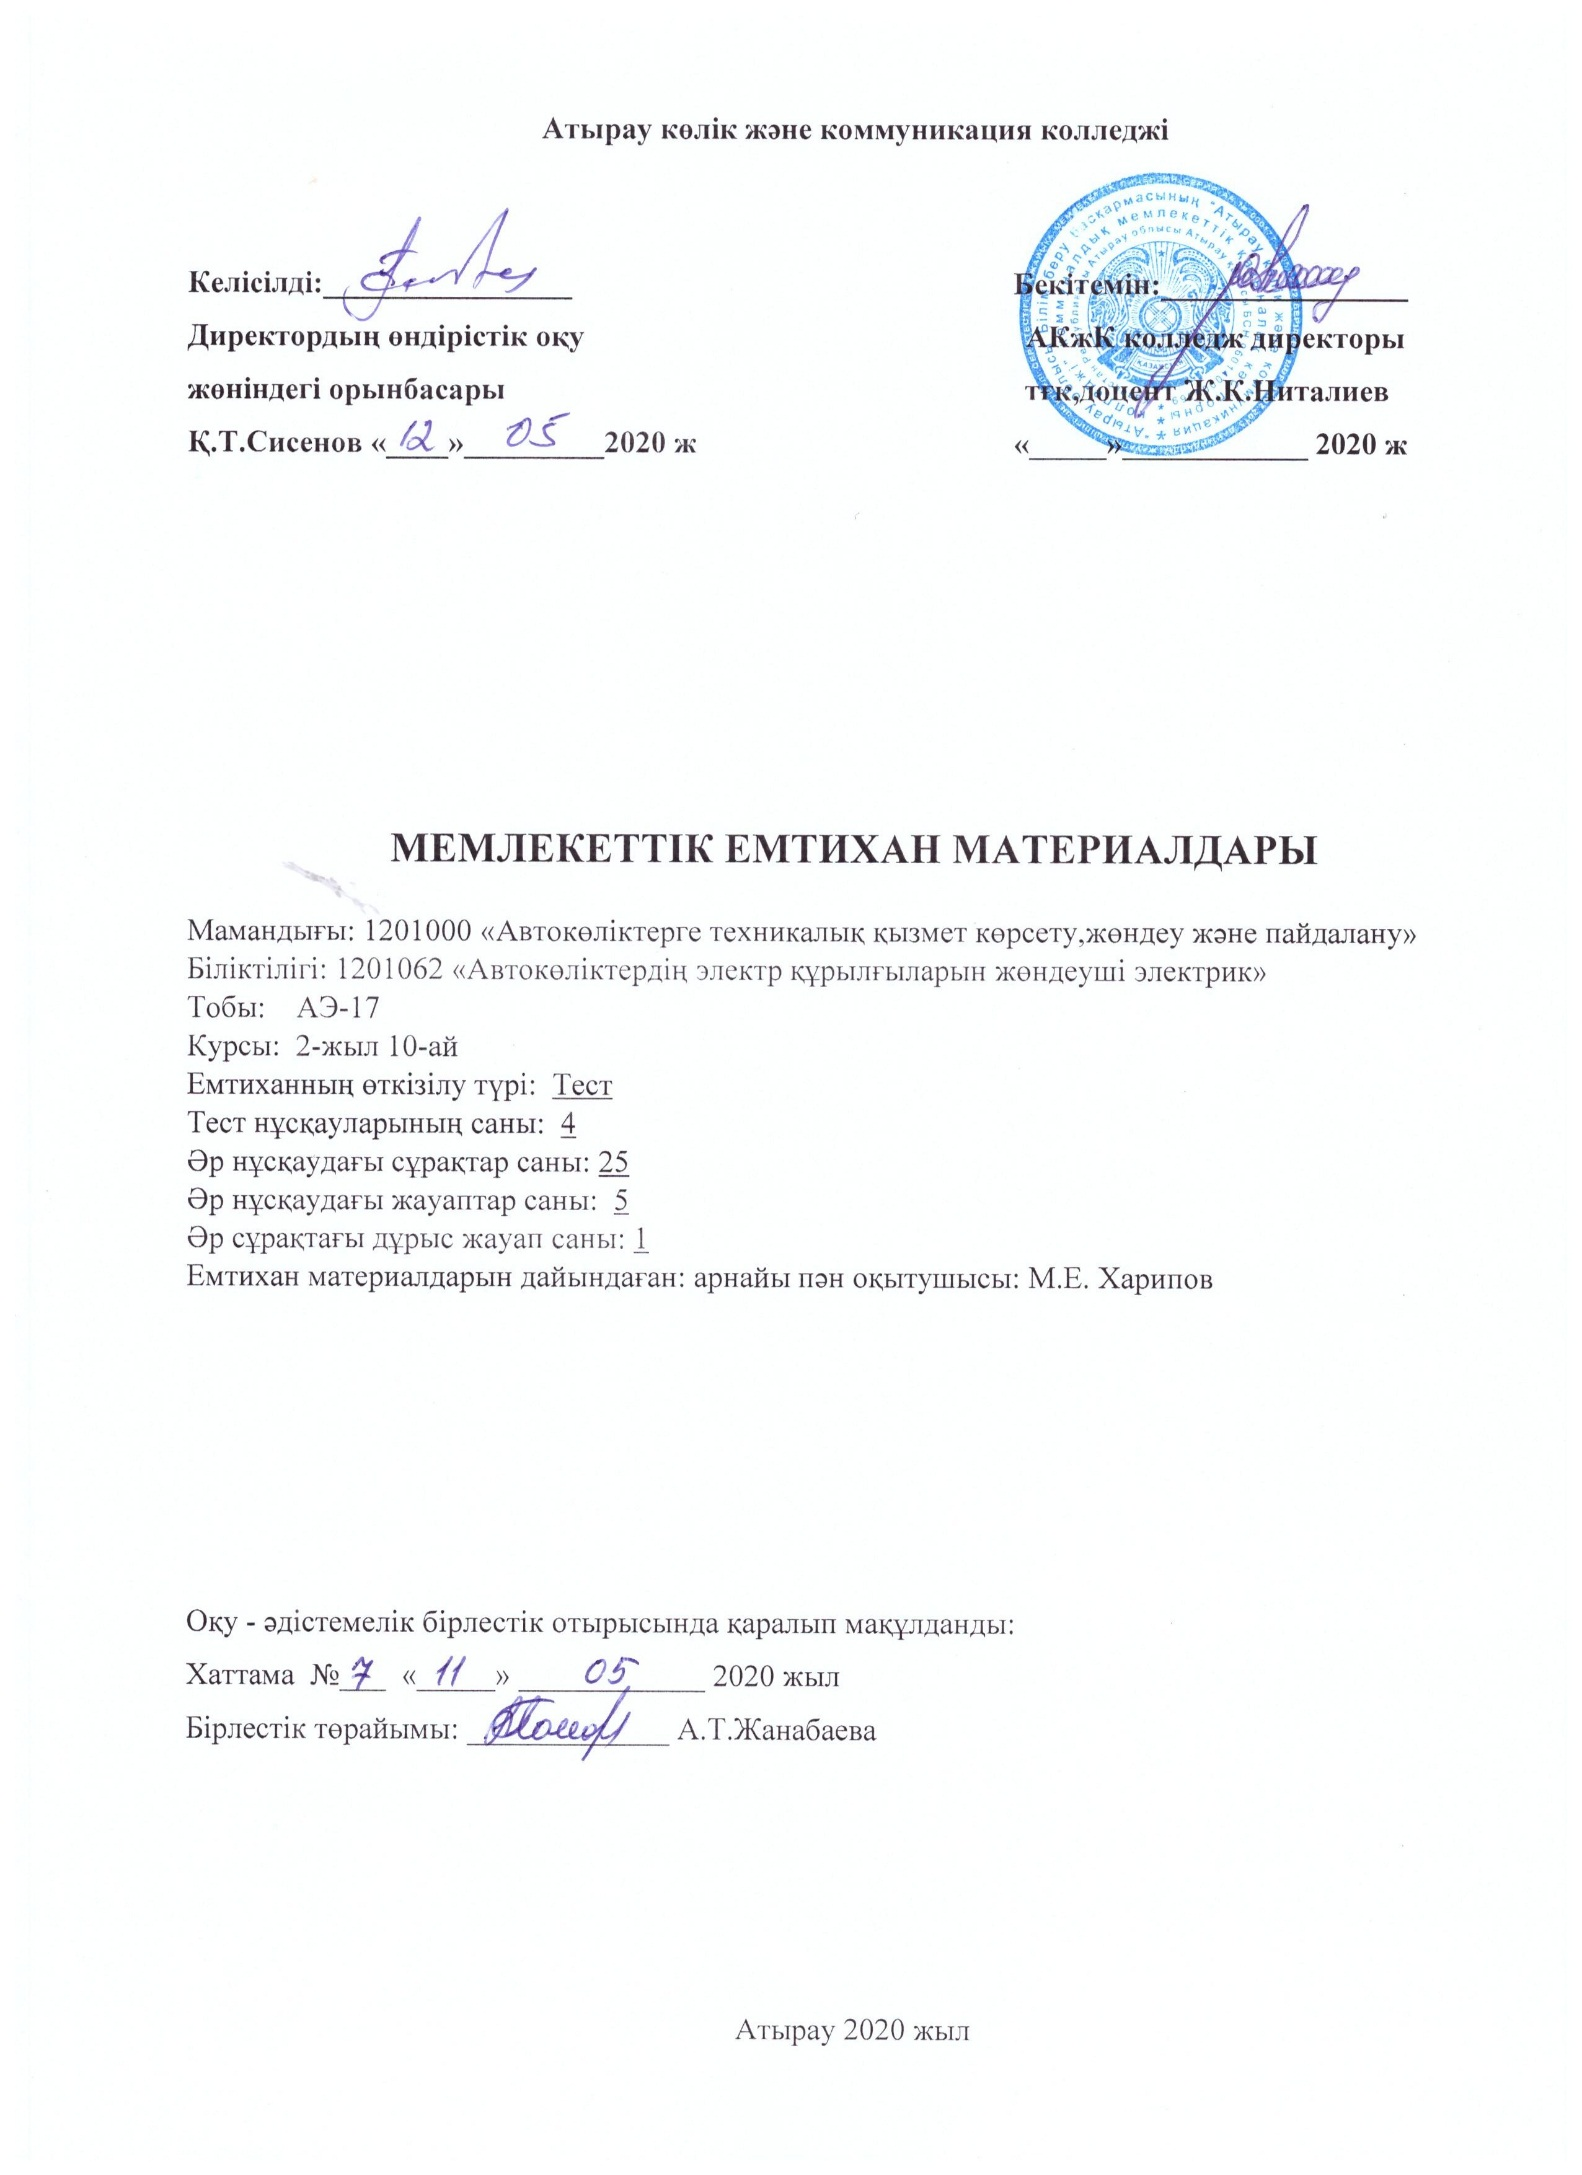 Атырау көлік және коммуникация колледжі
Келісілді:
Директордың өндірістік оқу
жөніндегі орынбасары
Қ.Т.Сисенов «12» 05 2020 ж
Бекітемін:
АКжК колледж директоры
ттк,доцент Ж.К.Ниталиев
«_____»____________ 2020 ж
МЕМЛЕКЕТТІК ЕМТИХАН МАТЕРИАЛДАРЫ
Мамандығы: 1201000 «Автокөліктерге техникалық қызмет көрсету,жөндеу және пайдалану»
Біліктілігі: 1201062 «Автокөліктердің электр құрылғыларын жөндеуші электрик»
Тобы: АЭ-17
Курсы: 2-жыл 10-ай
Емтиханның өткізілу түрі: Тест
Тест нұсқауларының саны: 4
Әр нұсқаудағы сұрақтар саны: 25
Әр нұсқаудағы жауаптар саны: 5
Әр сұрақтағы дұрыс жауап саны: 1
Емтихан материалдарын дайындаған: арнайы пән оқытушысы: М.Е. Харипов
Оқу - әдістемелік бірлестік отырысында қаралып мақұлданды:
Хаттама №7 «11» 05 2020 жыл
Бірлестік төрайымы: А.Т.Жанабаева
Атырау 2020 жыл